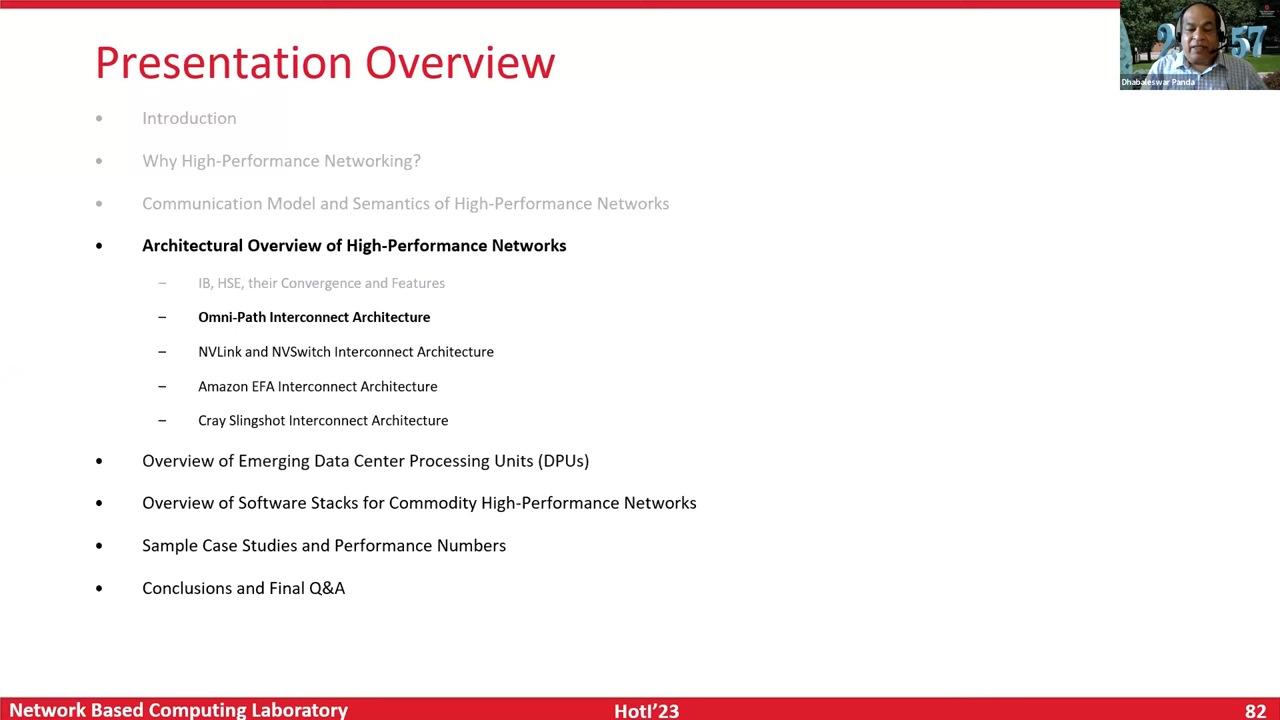 Presentation Overview
• Introduction
• Why High-Performance Networking?
• Communication Model and Semantics of High-Performance Networks
• Architectural Overview of High-Performance Networks
– IB, HSE, their Convergence and Features
– Omni-Path Interconnect Architecture
– NVLink and NVSwitch Interconnect Architecture
– Amazon EFA Interconnect Architecture
– Cray Slingshot Interconnect Architecture
• Overview of Emerging Data Center Processing Units (DPUs)
• Overview of Software Stacks for Commodity High-Performance Networks
• Sample Case Studies and Performance Numbers
• Conclusions and Final Q&A
57
Dhabaleswar Panda
Network Based Computing Laboratory
HotI'23
82